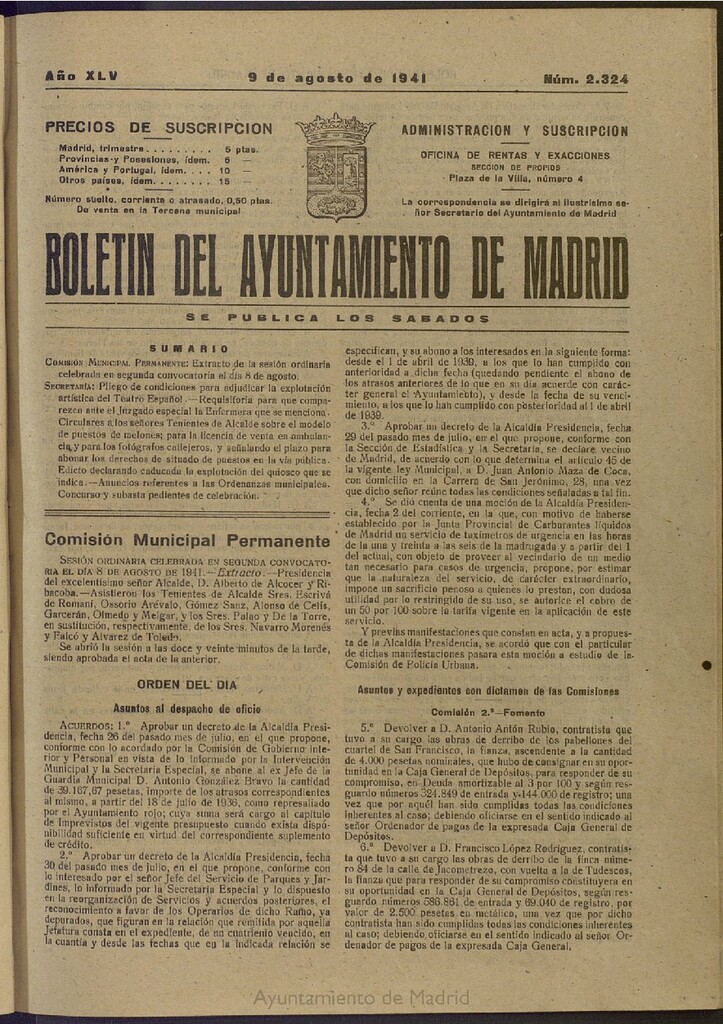 Año XLV
9 de agosto de 1941
Núm. 2.324
PRECIOS DE SUSCRIPCION
Madrid, trimestre......... 5 ptas.
Provincias y Posesiones, ídem. 6 —
América y Portugal, ídem.... 10 —
Otros países, ídem........ 15 —
Número suelto, corriente o atrasado, 0,50 ptas.
De venta en la Tercena municipal
ADMINISTRACION Y SUSCRIPCION
OFICINA DE RENTAS Y EXACCIONES
SECCION DE PROPIOS
Plaza de la Villa, número 4
La correspondencia se dirigirá al ilustrísimo se-
ñor Secretario del Ayuntamiento de Madrid
BOLETIN DEL AYUNTAMIENTO DE MADRID
SE PUBLICA LOS SABADOS
SUMARIO
COMISIÓN MUNICIPAL PERMANENTE: Extracto de la sesión ordinaria
celebrada en segunda convocatoria el día 8 de agosto.
SECRETARÍA: Pliego de condiciones para adjudicar la explotación
artística del Teatro Español.—Requisitoria para que compa-
rezca ante el Juzgado especial la Enfermera que se menciona.
Circulares a los señores Tenientes de Alcalde sobre el modelo
de puestos de melones; para la licencia de venta en ambulan-
cia, y para los fotógrafos callejeros, y señalando el plazo para
abonar los derechos de situado de puestos en la vía pública.
Edicto declarando caducada la explotación del quiosco que se
indica.—Anuncios referentes a las Ordenanzas municipales.
Concurso y subasta pedientes de celebración.
Comisión Municipal Permanente
SESIÓN ORDINARIA CELEBRADA EN SEGUNDA CONVOCATO-
RIA EL DÍA 8 DE AGOSTO DE 1941.—Extracto.—Presidencia
del excelentísimo señor Alcalde, D. Alberto de Alcocer y Ri-
bacoba.—Asistieron los Tenientes de Alcalde Sres. Escrivá
de Romaní, Ossorio Arévalo, Gómez Sanz, Alonso de Celis,
Garcerán, Olmedo y Melgar, y los Sres. Palao y De la Torre,
en sustitución, respectivamente, de los Sres. Navarro Morenés
y Falcó y Alvarez de Toledo.
Se abrió la sesión a las doce y veinte minutos de la tarde,
siendo aprobada el acta de la anterior.
ORDEN DEL DIA
Asuntos al despacho de oficio
ACUERDOS: 1.º Aprobar un decreto de la Alcaldía Presi-
dencia, fecha 26 del pasado mes de julio, en el que propone,
conforme con lo acordado por la Comisión de Gobierno inte-
rior y Personal en vista de lo informado por la Intervención
Municipal y la Secretaría Especial, se abone al ex Jefe de la
Guardia Municipal D. Antonio González Bravo la cantidad
de 39.167,67 pesetas, importe de los atrasos correspondientes
al mismo, a partir del 18 de julio de 1936, como represaliado
por el Ayuntamiento rojo; cuya suma será cargo al capítulo
de Imprevistos del vigente presupuesto cuando exista dispo-
nibilidad suficiente en virtud del correspondiente suplemento
de crédito.
2.º Aprobar un decreto de la Alcaldía Presidencia, fecha
30 del pasado mes de julio, en el que propone, conforme con
lo interesado por el señor Jefe del Servicio de Parques y Jar-
dines, lo informado por la Secretaría Especial y lo dispuesto
en la reorganización de Servicios y acuerdos posteriores, el
reconocimiento a favor de los Operarios de dicho Ramo, ya
depurados, que figuran en la relación que remitida por aquella
Jefatura consta en el expediente, de un cuatrienio vencido, en
la cuantía y desde las fechas que en la indicada relación se
especifican, y su abono a los interesados en la siguiente forma:
desde el 1 de abril de 1939, a los que lo han cumplido con
anterioridad a dicha fecha (quedando pendiente el abono de
los atrasos anteriores de lo que en su día acuerde con carác-
ter general el Ayuntamiento), y desde la fecha de su venci-
miento, a los que lo han cumplido con posterioridad al 1 de abril
de 1939.
3.º Aprobar un decreto de la Alcaldía Presidencia, fecha
29 del pasado mes de julio, en el que propone, conforme con
la Sección de Estadística y la Secretaría, se declare vecino
de Madrid, de acuerdo con lo que determina el artículo 45 de
la vigente ley Municipal, a D. Juan Antonio Maza de Coca,
con domicilio en la Carrera de San Jerónimo, 28, una vez
que dicho señor reúne todas las condiciones señaladas a tal fin.
4.º Se dió cuenta de una moción de la Alcaldía Presiden-
cia, fecha 2 del corriente, en la que, con motivo de haberse
establecido por la Junta Provincial de Carburantes líquidos
de Madrid un servicio de taxímetros de urgencia en las horas
de la una y treinta a las seis de la madrugada y a partir del 1
del actual, con objeto de proveer al vecindario de un medio
tan necesario para casos de urgencia, propone, por estimar
que la naturaleza del servicio, de carácter extraordinario,
impone un sacrificio penoso a quienes lo prestan, con dudosa
utilidad por lo restringido de su uso, se autorice el cobro de
un 50 por 100 sobre la tarifa vigente en la aplicación de este
servicio.
Y previas manifestaciones que constan en acta, y a propues-
ta de la Alcaldía Presidencia, se acordó que con el particular
de dichas manifestaciones pasara esta moción a estudio de la
Comisión de Policía Urbana.
Asuntos y expedientes con dictamen de las Comisiones
Comisión 2.ª—Fomento
5.º Devolver a D. Antonio Antón Rubio, contratista que
tuvo a su cargo las obras de derribo de los pabellones del
cuartel de San Francisco, la fianza, ascendente a la cantidad
de 4.000 pesetas nominales, que hubo de consignar en su opor-
tunidad en la Caja General de Depósitos, para responder de su
compromiso, en Deuda amortizable al 3 por 100 y según res-
guardo números 324.849 de entrada y 144.000 de registro; una
vez que por aquél han sido cumplidas todas las condiciones
inherentes al caso; debiendo oficiarse en el sentido indicado al
señor Ordenador de pagos de la expresada Caja General de
Depósitos.
6.º Devolver a D. Francisco López Rodríguez, contratis-
ta que tuvo a su cargo las obras de derribo de la finca núme-
ro 84 de la calle de Jacometrezo, con vuelta a la de Tudescos,
la fianza que para responder de su compromiso constituyera en
su oportunidad en la Caja General de Depósitos, según res-
guardo números 586.861 de entrada y 69.040 de registro, por
valor de 2.500 pesetas en metálico, una vez que por dicho
contratista han sido cumplidas todas las condiciones inherentes
al caso; debiendo oficiarse en el sentido indicado al señor Or-
denador de pagos de la expresada Caja General.
Ayuntamiento de Madrid